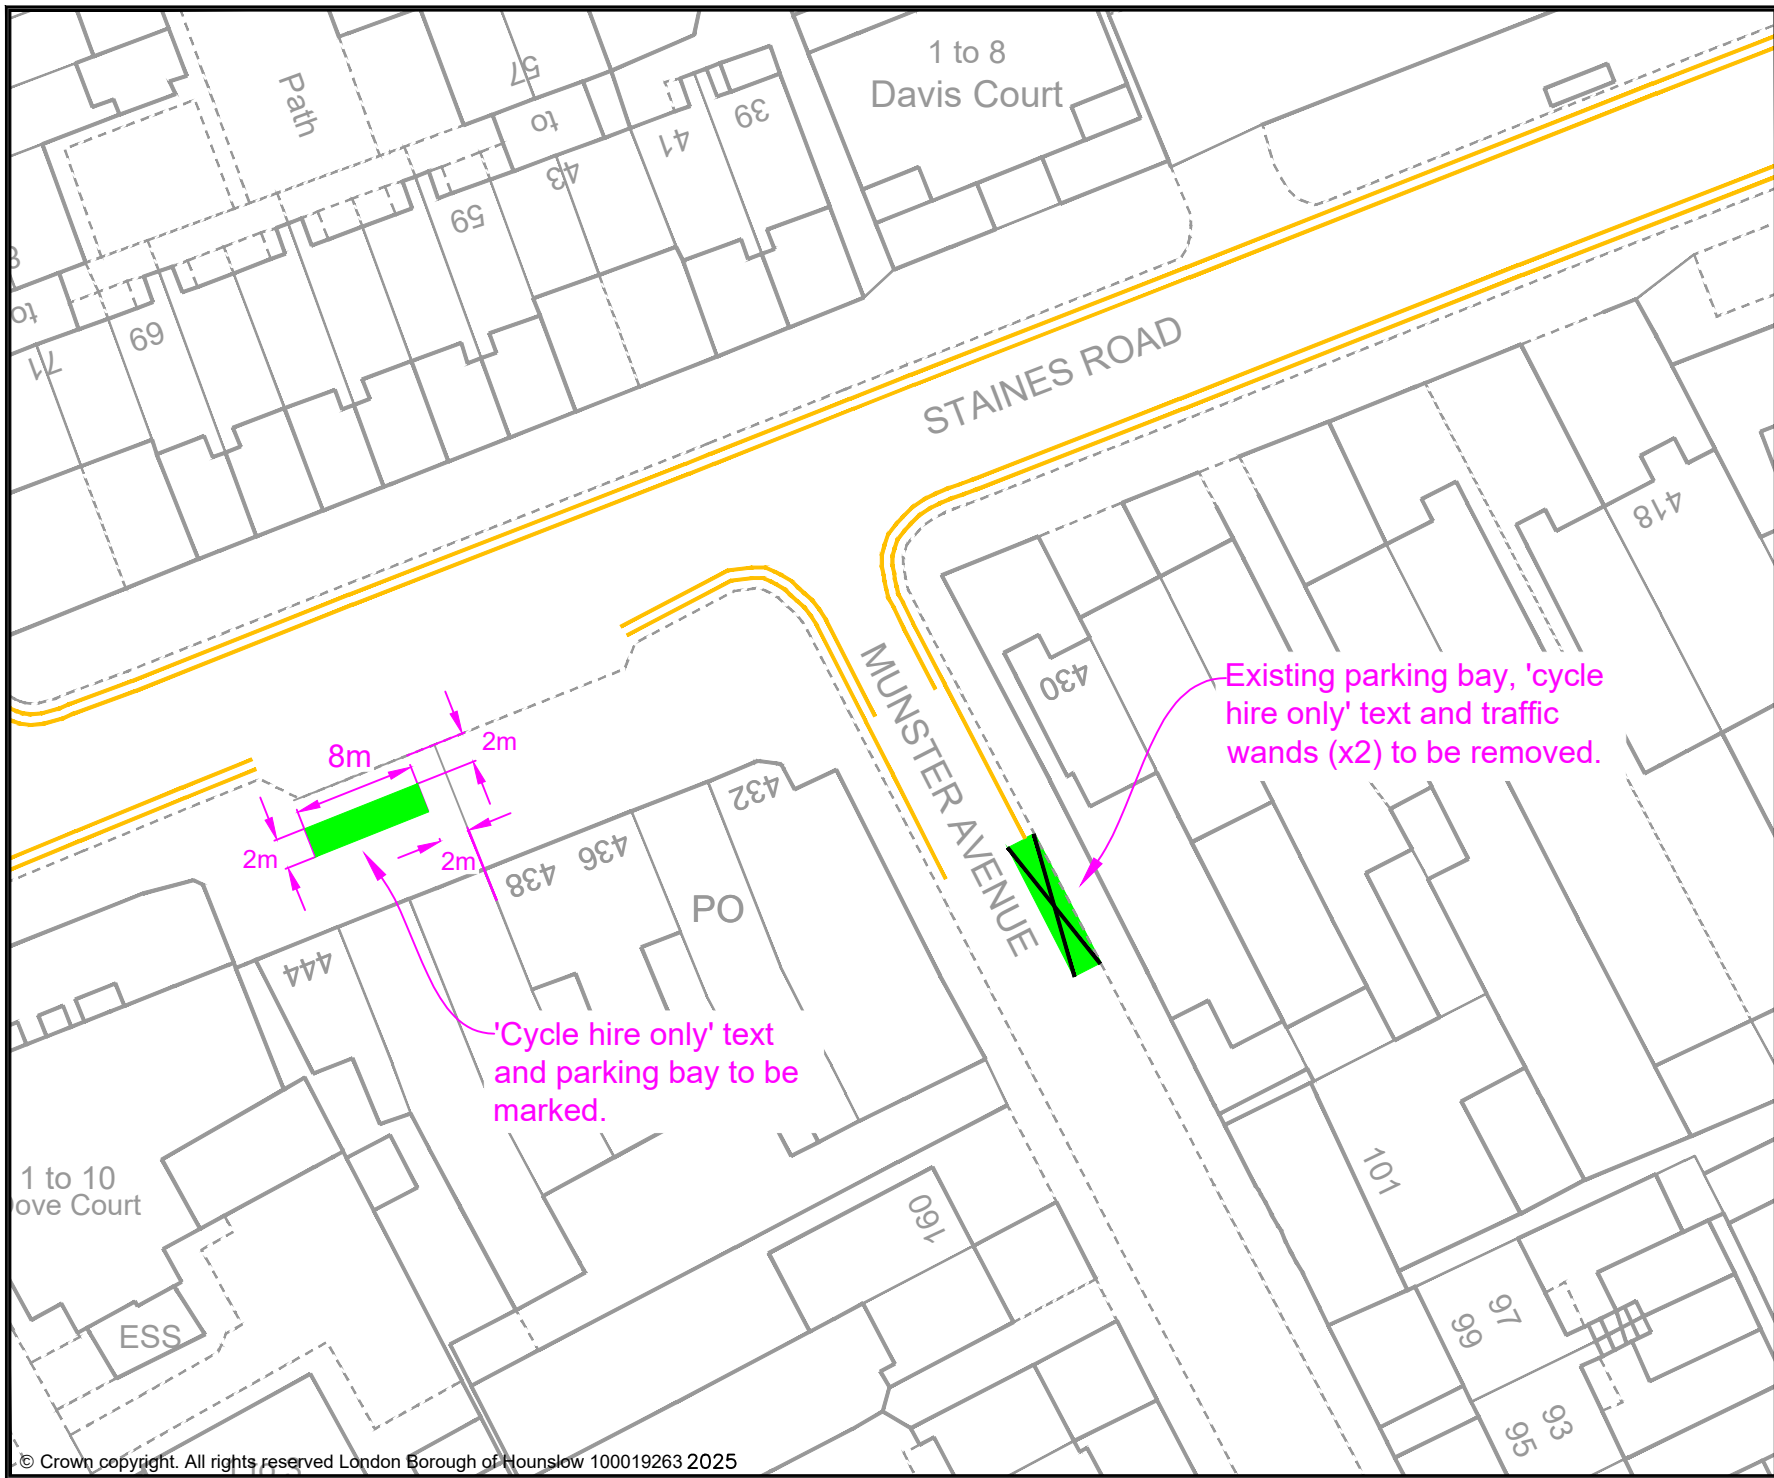 1 to 8
Davis Court
Path
57
to
43
41
39
59
69
71
to
8
STAINES ROAD
MUNSTER AVENUE
418
430
Existing parking bay, 'cycle
hire only' text and traffic
wands (x2) to be removed.
8m
2m
2m
2m
432
436
438
PO
444
'Cycle hire only' text
and parking bay to be
marked.
1 to 10
ove Court
ESS
160
101
97
99
93
95
© Crown copyright. All rights reserved London Borough of Hounslow 100019263 2025